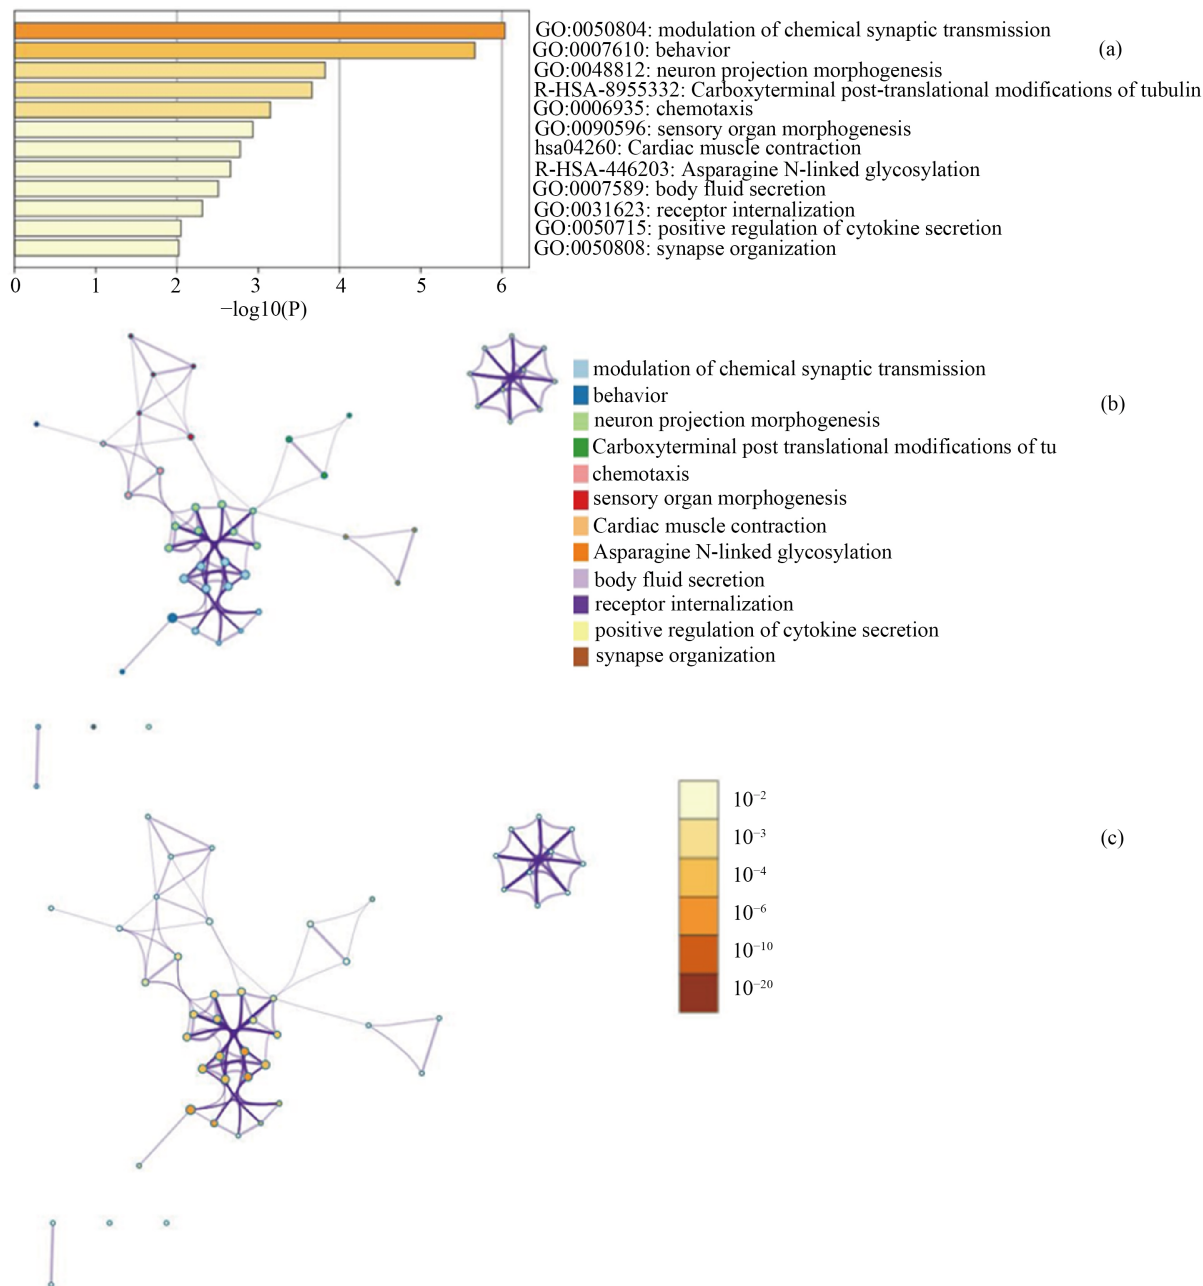 GO:0050804: modulation of chemical synaptic transmission
(a)
GO:0007610: behavior
GO:0048812: neuron projection morphogenesis
R-HSA-8955332: Carboxyterminal post-translational modifications of tubulin
GO:0006935: chemotaxis
GO:0090596: sensory organ morphogenesis
hsa04260: Cardiac muscle contraction
R-HSA-446203: Asparagine N-linked glycosylation
GO:0007589: body fluid secretion
GO:0031623: receptor internalization
GO:0050715: positive regulation of cytokine secretion
GO:0050808: synapse organization
0 1 2 3 4 5 6
−log10(P)
modulation of chemical synaptic transmission
(b)
behavior
neuron projection morphogenesis
Carboxyterminal post translational modifications of tu
chemotaxis
sensory organ morphogenesis
Cardiac muscle contraction
Asparagine N-linked glycosylation
body fluid secretion
receptor internalization
positive regulation of cytokine secretion
synapse organization
10⁻²
10⁻³
(c)
10⁻⁴
10⁻⁶
10⁻¹⁰
10⁻²⁰